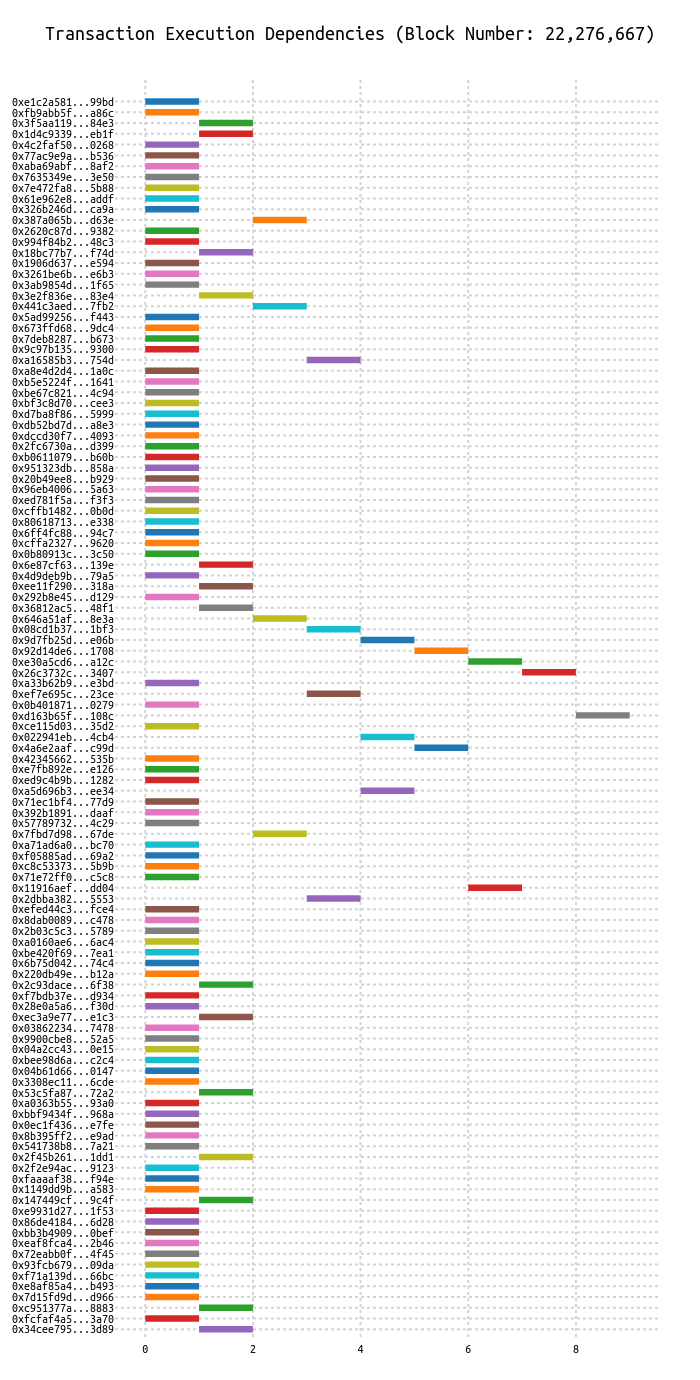 Transaction Execution Dependencies (Block Number: 22,276,667)
0xe1c2a581...99bd
0xfb9abb5f...a86c
0x3f5aa119...84e3
0x1d4c9339...eb1f
0x4c2faf50...0268
0x77ac9e9a...b536
0xaba69abf...8af2
0x7635349e...3e50
0x7e472fa8...5b88
0x61e962e8...addf
0x326b246d...ca9a
0x387a065b...d63e
0x2620c87d...9382
0x994f84b2...48c3
0x18bc77b7...f74d
0x1906d637...e594
0x3261be6b...e6b3
0x3ab9854d...1f65
0x3e2f836e...83e4
0x441c3aed...7fb2
0x5ad99256...f443
0x673ffd68...9dc4
0x7deb8287...b673
0x9c97b135...9300
0xa16585b3...754d
0xa8e4d2d4...1a0c
0xb5e5224f...1641
0xbe67c821...4c94
0xbf3c8d70...cee3
0xd7ba8f86...5999
0xdb52bd7d...a8e3
0xdccd30f7...4093
0x2fc6730a...d399
0xb0611079...b60b
0x951323db...858a
0x20b49ee8...b929
0x96eb4006...5a63
0xed781f5a...f3f3
0xcffb1482...0b0d
0x80618713...e338
0x6ff4fc88...94c7
0xcffa2327...9620
0x0b80913c...3c50
0x6e87cf63...139e
0x4d9deb9b...79a5
0xee11f290...318a
0x292b8e45...d129
0x36812ac5...48f1
0x646a51af...8e3a
0x08cd1b37...1bf3
0x9d7fb25d...e06b
0x92d14de6...1708
0xe30a5cd6...a12c
0x26c3732c...3407
0xa33b62b9...e3bd
0xef7e695c...23ce
0x0b401871...0279
0xd163b65f...108c
0xce115d03...35d2
0x022941eb...4cb4
0x4a6e2aaf...c99d
0x42345662...535b
0xe7fb892e...e126
0xed9c4b9b...1282
0xa5d696b3...ee34
0x71ec1bf4...77d9
0x392b1891...daaf
0x57789732...4c29
0x7fbd7d98...67de
0xa71ad6a0...bc70
0xf05885ad...69a2
0xc8c53373...5b9b
0x71e72ff0...c5c8
0x11916aef...dd04
0x2dbba382...5553
0xefed44c3...fce4
0x8dab0089...c478
0x2b03c5c3...5789
0xa0160ae6...6ac4
0xbe420f69...7ea1
0x6b75d042...74c4
0x220db49e...b12a
0x2c93dace...6f38
0xf7bdb37e...d934
0x28e0a5a6...f30d
0xec3a9e77...e1c3
0x03862234...7478
0x9900cbe8...52a5
0x04a2cc43...0e15
0xbee98d6a...c2c4
0x04b61d66...0147
0x3308ec11...6cde
0x53c5fa87...72a2
0xa0363b55...93a0
0xbbf9434f...968a
0x0ec1f436...e7fe
0x8b395ff2...e9ad
0x541738b8...7a21
0x2f45b261...1dd1
0x2f2e94ac...9123
0xfaaaaf38...f94e
0x1149dd9b...a583
0x147449cf...9c4f
0xe9931d27...1f53
0x86de4184...6d28
0xbb3b4909...0bef
0xeaf8fca4...2b46
0x72eabb0f...4f45
0x93fcb679...09da
0xf71a139d...66bc
0xe8af85a4...b493
0x7d15fd9d...d966
0xc951377a...8883
0xfcfaf4a5...3a70
0x34cee795...3d89
0 2 4 6 8